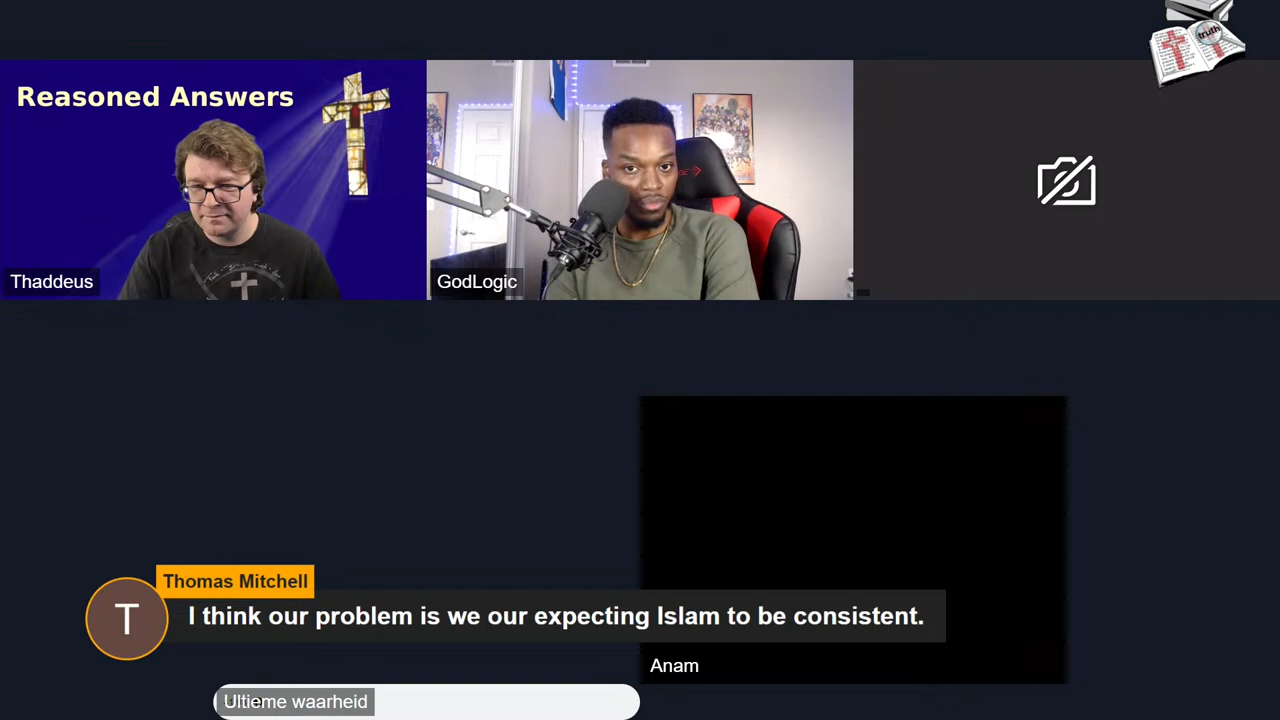 truth
Reasoned Answers
Thaddeus
GodLogic
Thomas Mitchell
T
I think our problem is we our expecting Islam to be consistent.
Anam
Ultieme waarheid